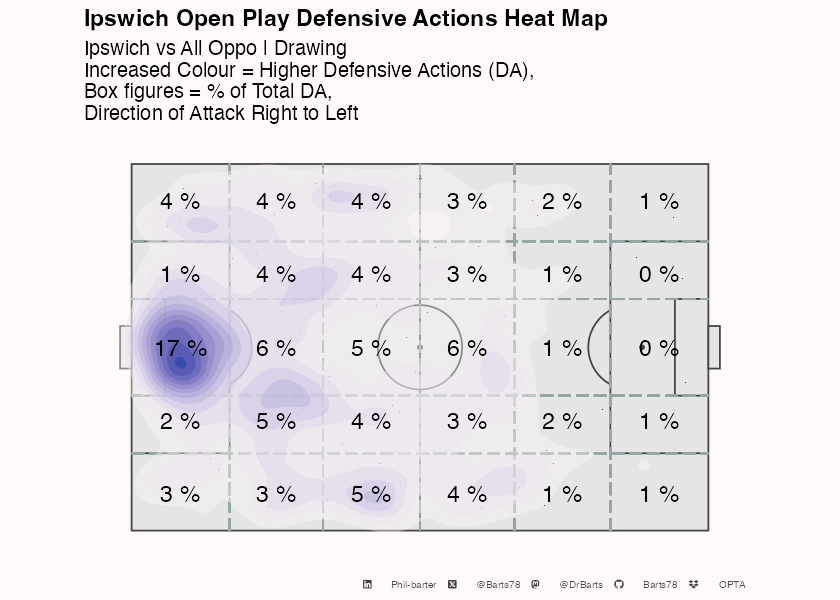 Ipswich Open Play Defensive Actions Heat Map
Ipswich vs All Oppo | Drawing
Increased Colour = Higher Defensive Actions (DA),
Box figures = % of Total DA,
Direction of Attack Right to Left
4 % 4 % 4 % 3 % 2 % 1 %
1 % 4 % 4 % 3 % 1 % 0 %
17 % 6 % 5 % 6 % 1 % 0 %
2 % 5 % 4 % 3 % 2 % 1 %
3 % 3 % 5 % 4 % 1 % 1 %
Phil-barter @Barts78 @DrBarts Barts78 OPTA